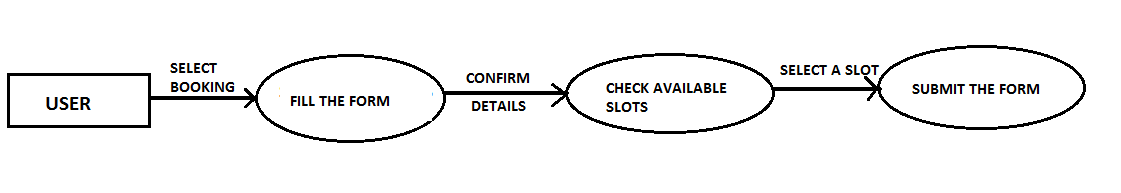 USER
SELECT
BOOKING
FILL THE FORM
CONFIRM
DETAILS
CHECK AVAILABLE
SLOTS
SELECT A SLOT
SUBMIT THE FORM